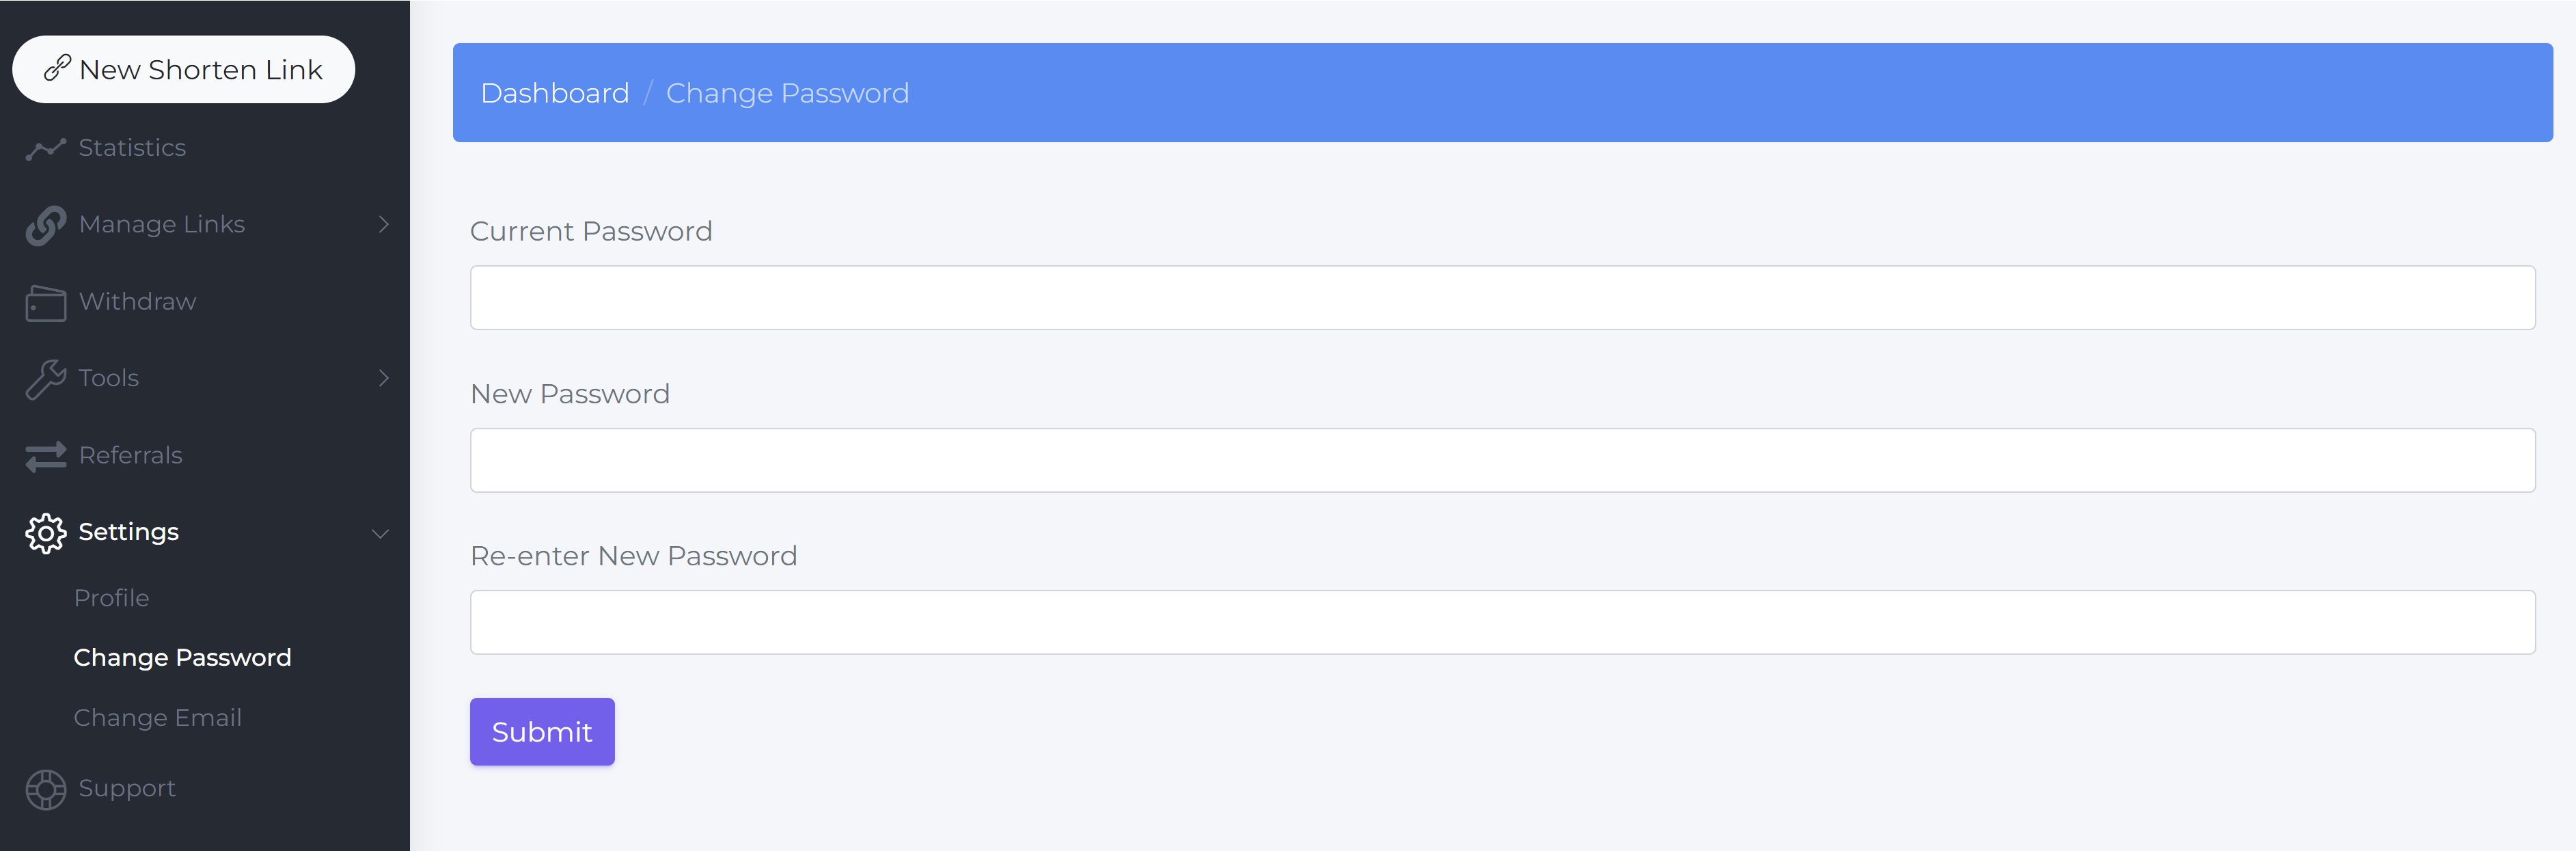 New Shorten Link
Statistics
Manage Links
Withdraw
Tools
Referrals
Settings
Profile
Change Password
Change Email
Support
Dashboard / Change Password
Current Password
New Password
Re-enter New Password
Submit